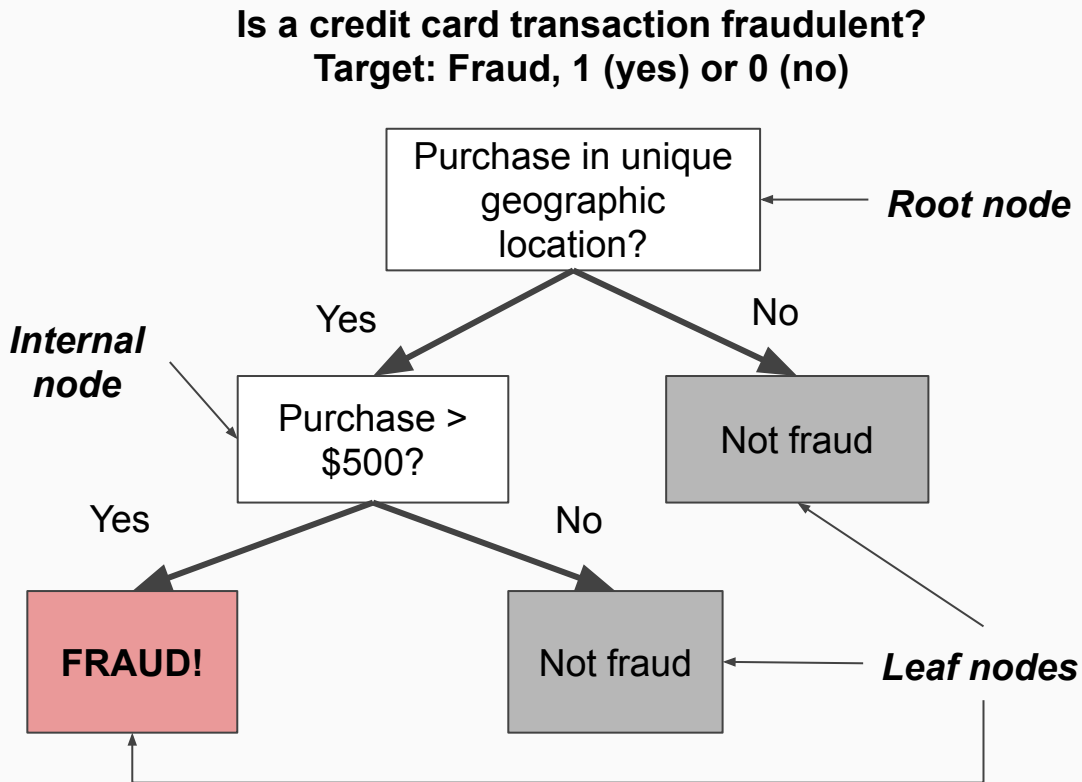 Is a credit card transaction fraudulent?
Target: Fraud, 1 (yes) or 0 (no)
Purchase in unique
geographic
location?
Root node
Yes
No
Internal
node
Purchase >
$500?
Not fraud
Yes
No
FRAUD!
Not fraud
Leaf nodes